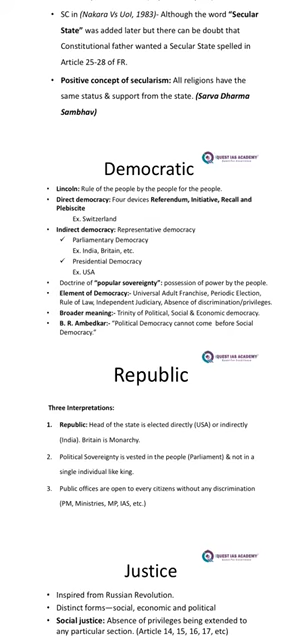 • SC in (Nakara Vs UoI, 1983)- Although the word "Secular
State" was added later but there can be doubt that
Constitutional father wanted a Secular State spelled in
Article 25-28 of FR.
• Positive concept of secularism: All religions have the
same status & support from the state. (Sarva Dharma
Sambhav)
QUEST IAS ACADEMY
Democratic
• Lincoln: Rule of the people by the people for the people.
• Direct democracy: Four devices Referendum, Initiative, Recall and
Plebiscite
Ex. Switzerland
• Indirect democracy: Representative democracy
✓ Parliamentary Democracy
Ex. India, Britain, etc.
✓ Presidential Democracy
Ex. USA
• Doctrine of "popular sovereignty": possession of power by the people.
• Element of Democracy:- Universal Adult Franchise, Periodic Election,
Rule of Law, Independent Judiciary, Absence of discrimination/privileges.
• Broader meaning:- Trinity of Political, Social & Economic democracy.
• B. R. Ambedkar:- "Political Democracy cannot come before Social
Democracy."
QUEST IAS ACADEMY
Republic
Three Interpretations:
1. Republic: Head of the state is elected directly (USA) or indirectly
(India). Britain is Monarchy.
2. Political Sovereignty is vested in the people (Parliament) & not in a
single individual like king.
3. Public offices are open to every citizens without any discrimination
(PM, Ministries, MP, IAS, etc.)
QUEST IAS ACADEMY
Justice
• Inspired from Russian Revolution.
• Distinct forms—social, economic and political
• Social justice: Absence of privileges being extended to
any particular section. (Article 14, 15, 16, 17, etc)